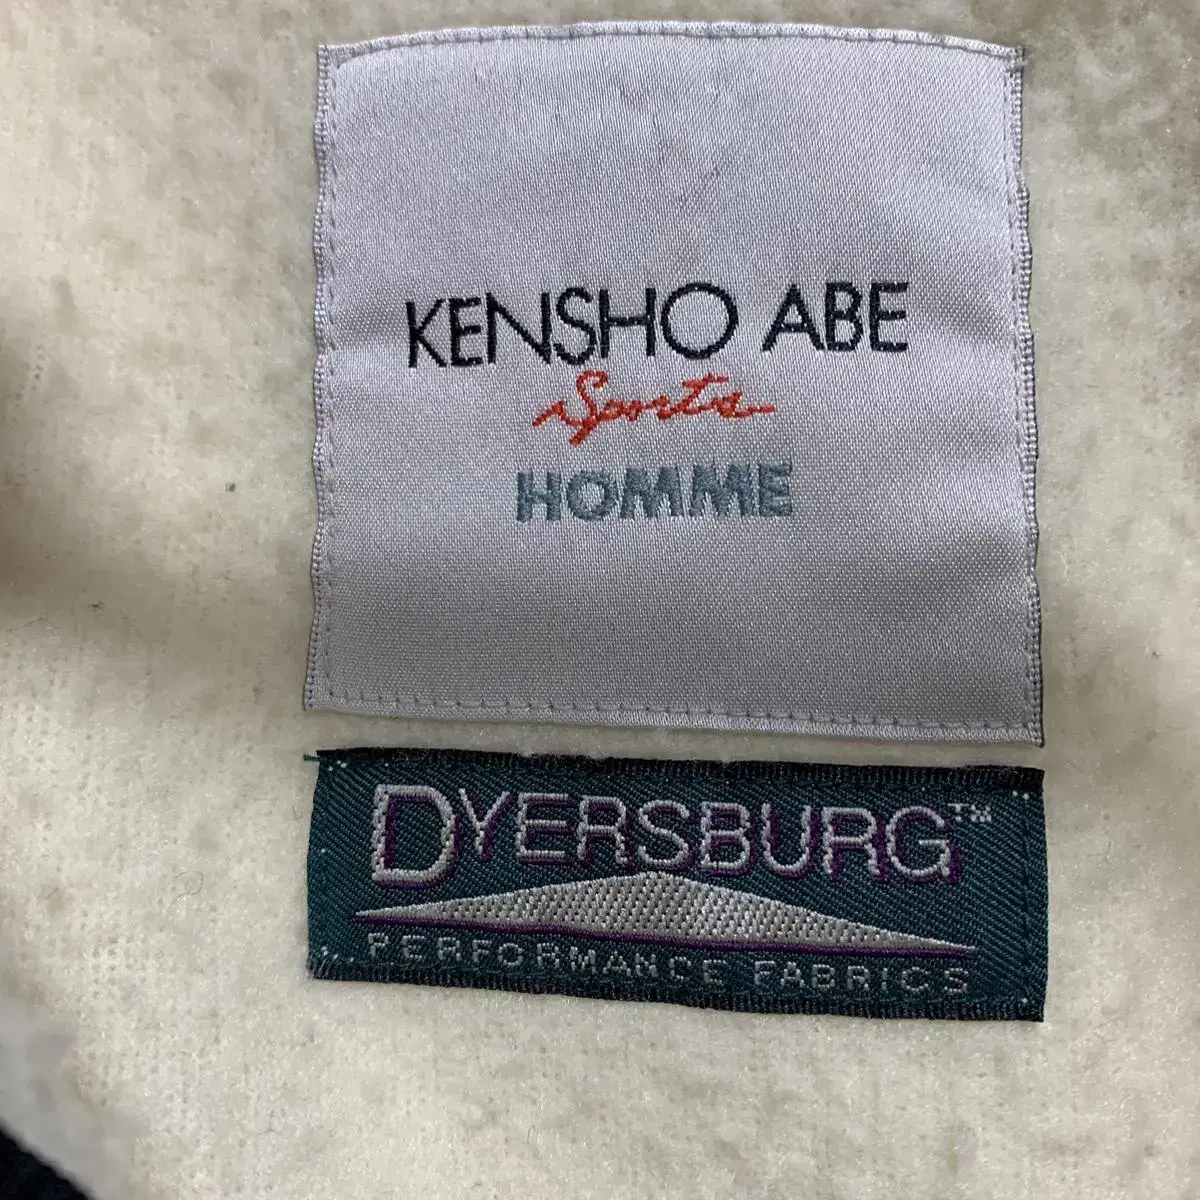 KENSHO ABE
Sports
HOMME
DYERSBURG™
PERFORMANCE FABRICS